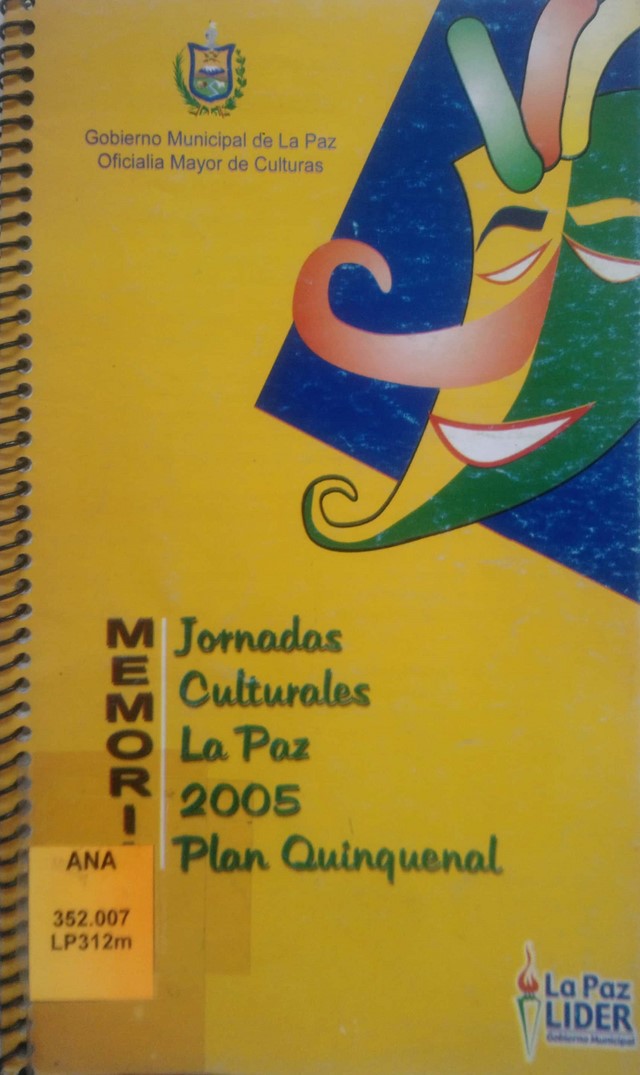 Gobierno Municipal de La Paz
Oficialia Mayor de Culturas
MEMORI
Jornadas
Culturales
La Paz
2005
Plan Quinquenal
ANA
352.007
LP312m
La Paz
LIDER
Gobierno Municipal